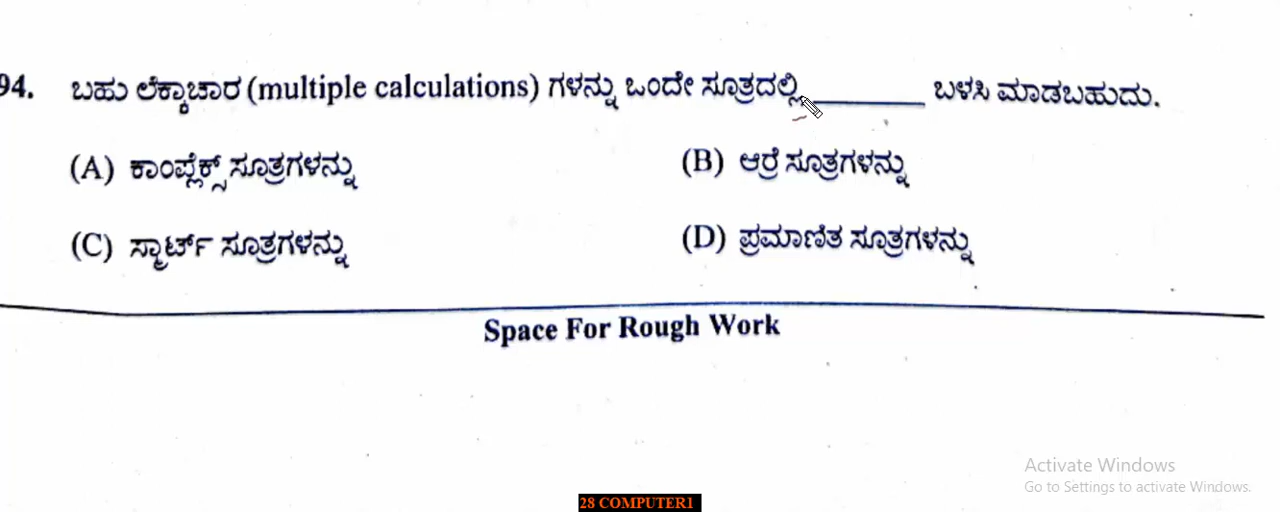 94. ಬಹು ಲೆಕ್ಕಾಚಾರ (multiple calculations) ಗಳನ್ನು ಒಂದೇ ಸೂತ್ರದಲ್ಲಿ ________ ಬಳಸಿ ಮಾಡಬಹುದು.
(A) ಕಾಂಪ್ಲೆಕ್ಸ್ ಸೂತ್ರಗಳನ್ನು (B) ಆರ್ರೆ ಸೂತ್ರಗಳನ್ನು
(C) ಸ್ಮಾರ್ಟ್ ಸೂತ್ರಗಳನ್ನು (D) ಪ್ರಮಾಣಿತ ಸೂತ್ರಗಳನ್ನು
Space For Rough Work
Activate Windows
Go to Settings to activate Windows.
28 COMPUTER1